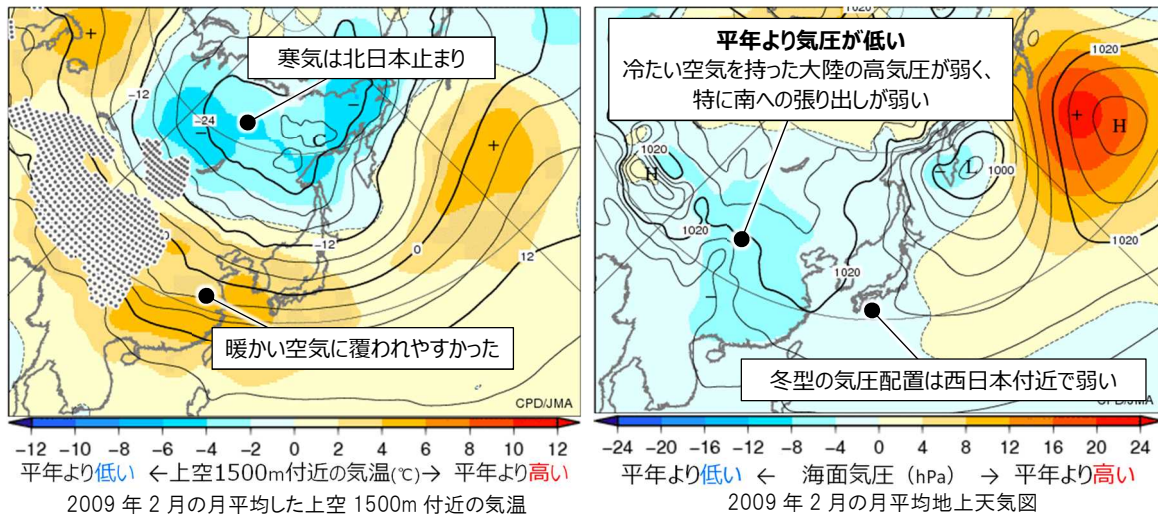 +
寒気は北日本止まり
-12
-24
-
-
C
+
-12
0
12
暖かい空気に覆われやすかった
CPD/JMA
-12 -10 -8 -6 -4 -2 0 2 4 6 8 10 12
平年より低い ←上空1500m付近の気温(℃)→ 平年より高い
2009 年 2 月の月平均した上空 1500m 付近の気温
平年より気圧が低い
冷たい空気を持った大陸の高気圧が弱く、
特に南への張り出しが弱い
1020
1020
+
H
1020
H
-
L
1000
1020
1020
1020
-
冬型の気圧配置は西日本付近で弱い
CPD/JMA
-24 -20 -16 -12 -8 -4 0 4 8 12 16 20 24
平年より低い ← 海面気圧（hPa）→ 平年より高い
2009 年 2 月の月平均地上天気図